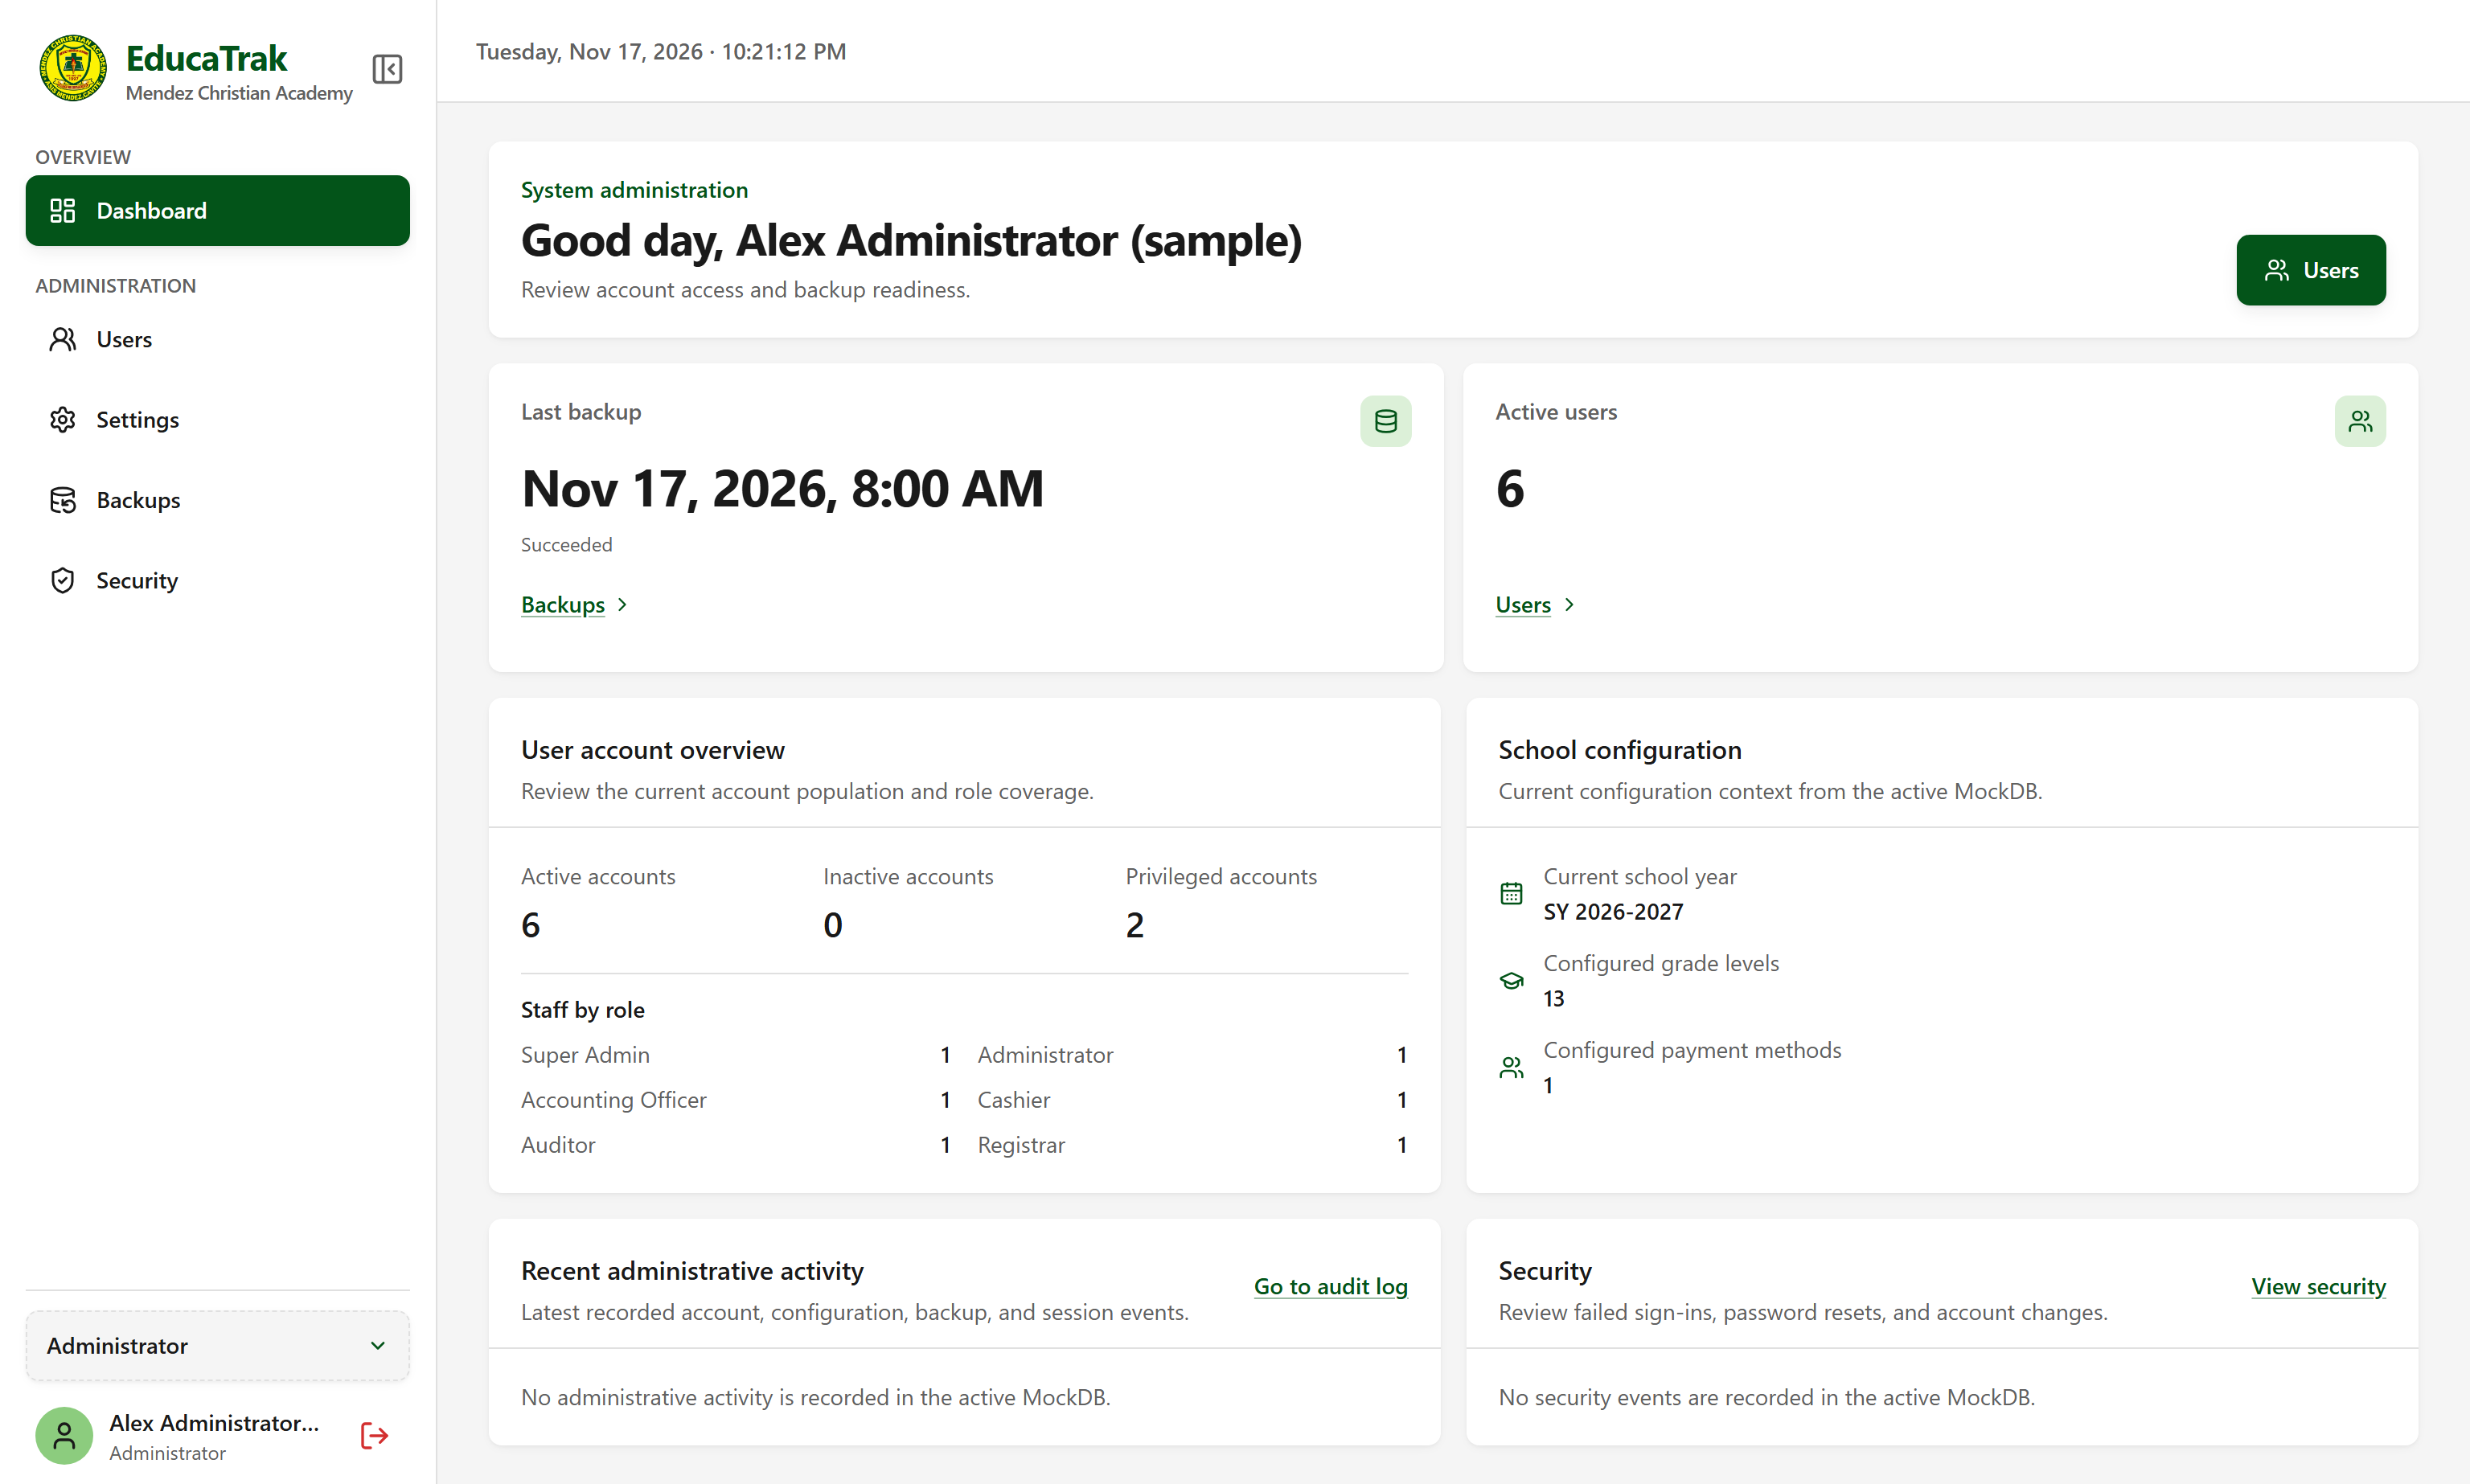 EducaTrak
Mendez Christian Academy
OVERVIEW
Dashboard
ADMINISTRATION
Users
Settings
Backups
Security
Administrator
Alex Administrator...
Administrator
Tuesday, Nov 17, 2026 · 10:21:12 PM
System administration
Good day, Alex Administrator (sample)
Review account access and backup readiness.
Users
Last backup
Nov 17, 2026, 8:00 AM
Succeeded
Backups
Active users
6
Users
User account overview
Review the current account population and role coverage.
Active accounts
6
Inactive accounts
0
Privileged accounts
2
Staff by role
Super Admin 1 Administrator 1
Accounting Officer 1 Cashier 1
Auditor 1 Registrar 1
School configuration
Current configuration context from the active MockDB.
Current school year
SY 2026-2027
Configured grade levels
13
Configured payment methods
1
Recent administrative activity
Latest recorded account, configuration, backup, and session events.
Go to audit log
No administrative activity is recorded in the active MockDB.
Security
Review failed sign-ins, password resets, and account changes.
View security
No security events are recorded in the active MockDB.